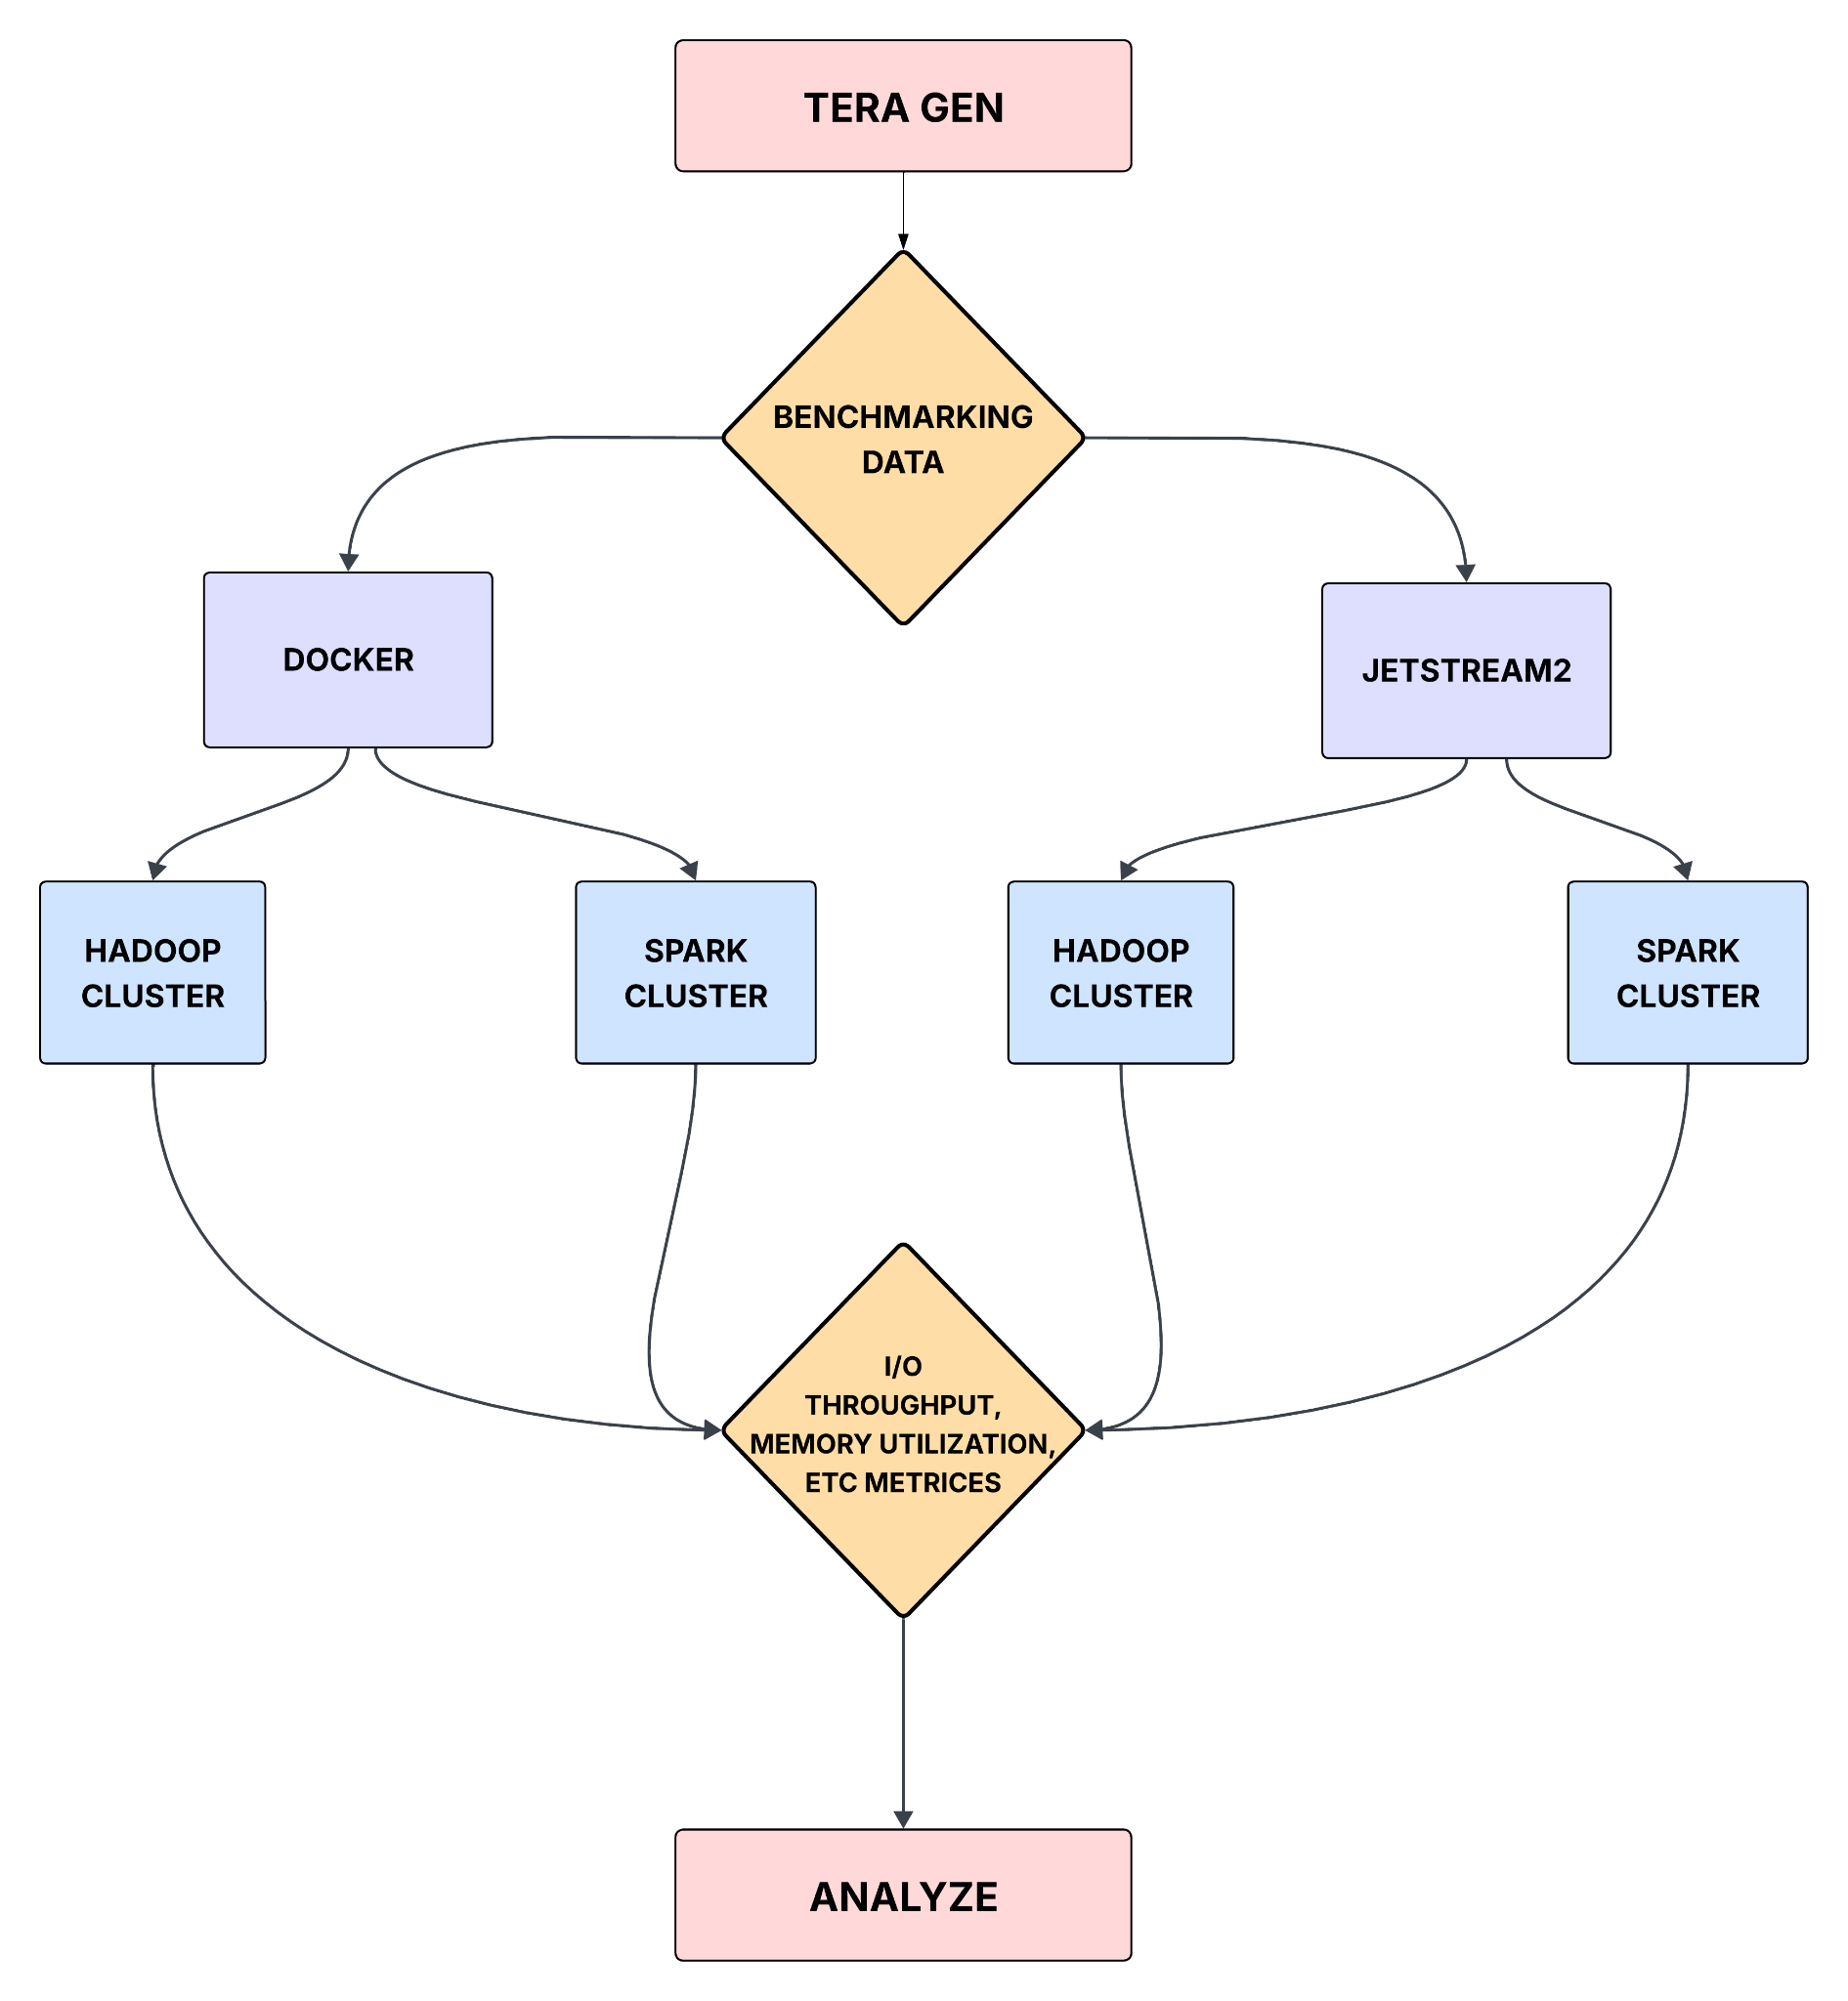 TERA GEN
BENCHMARKING
DATA
DOCKER
JETSTREAM2
HADOOP
CLUSTER
SPARK
CLUSTER
HADOOP
CLUSTER
SPARK
CLUSTER
I/O
THROUGHPUT,
MEMORY UTILIZATION,
ETC METRICES
ANALYZE